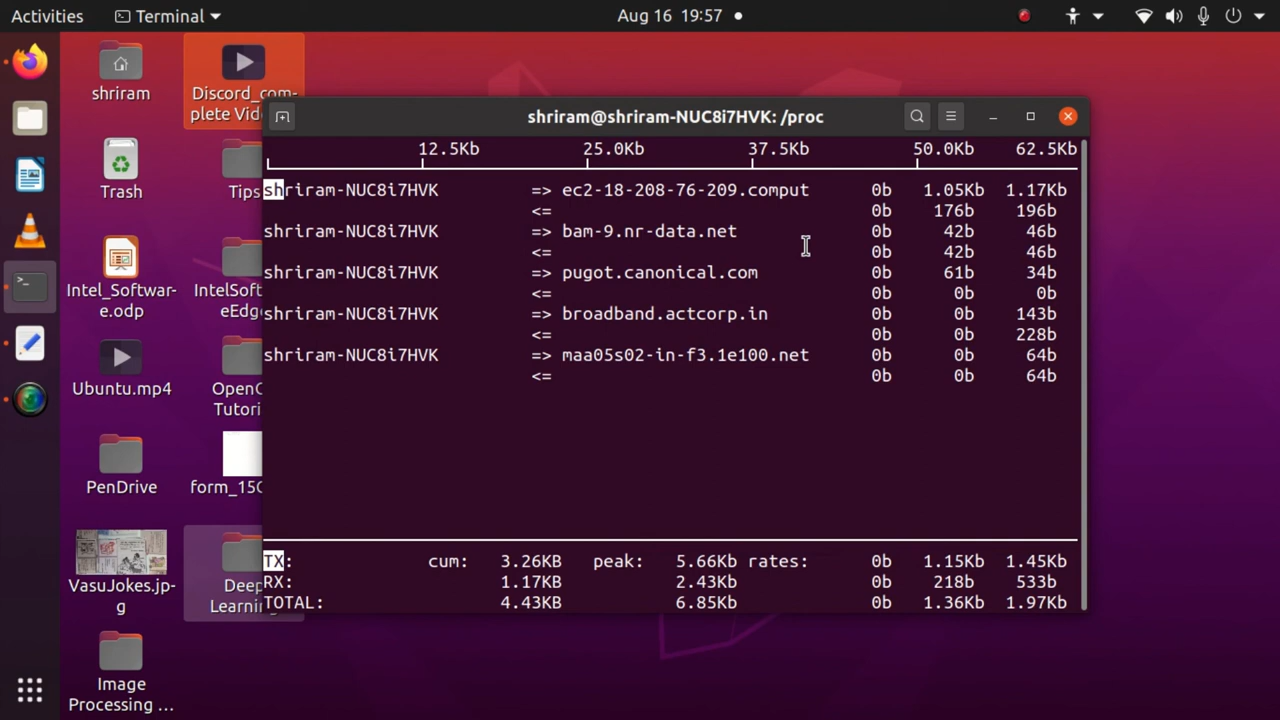 Activities Terminal Aug 16 19:57
shriram
Discord_com-
plete Vid
Trash
Tips
Intel_Softwar-
e.odp
IntelSoft
eEdge
Ubuntu.mp4
OpenC
Tutori
PenDrive
form_15C
VasuJokes.jp-
g
Deep
Learning
Image
Processing ...
shriram@shriram-NUC8i7HVK: /proc
12.5Kb 25.0Kb 37.5Kb 50.0Kb 62.5Kb
shriram-NUC8i7HVK => ec2-18-208-76-209.comput 0b 1.05Kb 1.17Kb
<= 0b 176b 196b
shriram-NUC8i7HVK => bam-9.nr-data.net 0b 42b 46b
<= 0b 42b 46b
shriram-NUC8i7HVK => pugot.canonical.com 0b 61b 34b
<= 0b 0b 0b
shriram-NUC8i7HVK => broadband.actcorp.in 0b 0b 143b
<= 0b 0b 228b
shriram-NUC8i7HVK => maa05s02-in-f3.1e100.net 0b 0b 64b
<= 0b 0b 64b
TX: cum: 3.26KB peak: 5.66Kb rates: 0b 1.15Kb 1.45Kb
RX: 1.17KB 2.43Kb 0b 218b 533b
TOTAL: 4.43KB 6.85Kb 0b 1.36Kb 1.97Kb